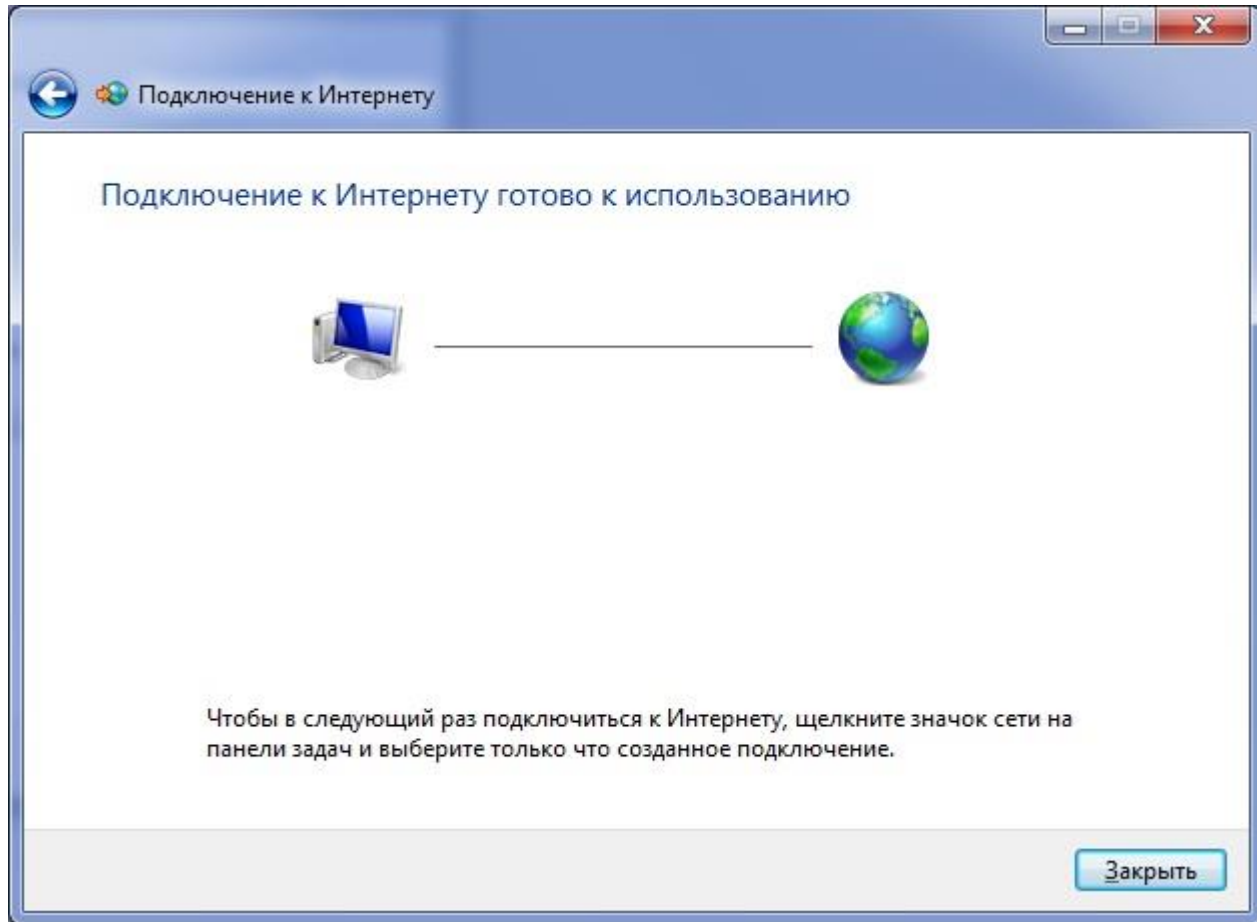 Подключение к Интернету
Подключение к Интернету готово к использованию
Чтобы в следующий раз подключиться к Интернету, щелкните значок сети на
панели задач и выберите только что созданное подключение.
Закрыть